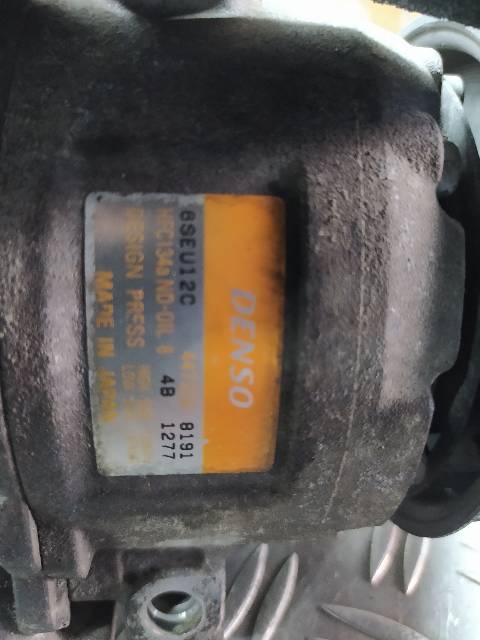 DENSO
6SEU12C 8191
HFC134a ND-OIL 8 4B 1277
DESIGN PRESS
MADE IN JAPAN